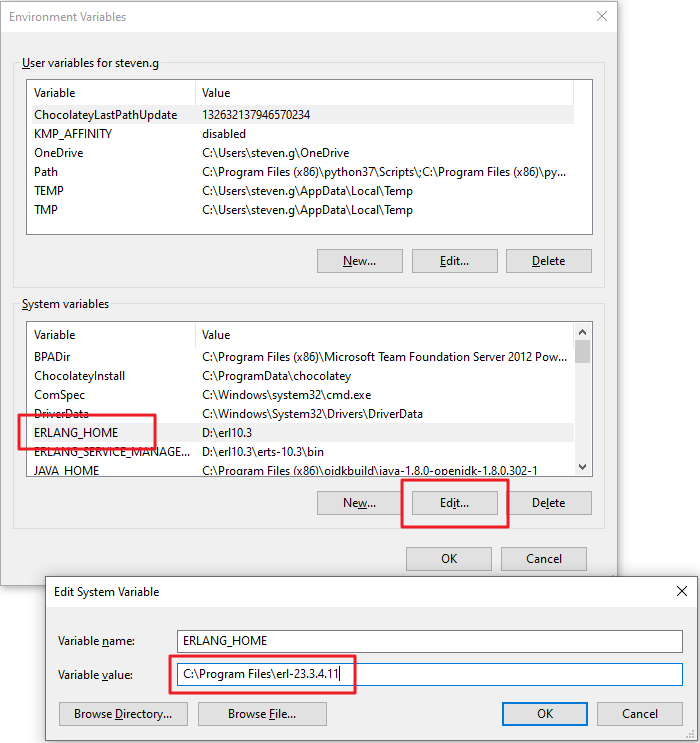 Environment Variables
User variables for steven.g
Variable Value
ChocolateyLastPathUpdate 132632137946570234
KMP_AFFINITY disabled
OneDrive C:\Users\steven.g\OneDrive
Path C:\Program Files (x86)\python37\Scripts\;C:\Program Files (x86)\py...
TEMP C:\Users\steven.g\AppData\Local\Temp
TMP C:\Users\steven.g\AppData\Local\Temp
New... Edit... Delete
System variables
Variable Value
BPADir C:\Program Files (x86)\Microsoft Team Foundation Server 2012 Pow...
ChocolateyInstall C:\ProgramData\chocolatey
ComSpec C:\Windows\system32\cmd.exe
DriverData C:\Windows\System32\Drivers\DriverData
ERLANG_HOME D:\erl10.3
ERLANG_SERVICE_MANAGE... D:\erl10.3\erts-10.3\bin
JAVA_HOME C:\Program Files (x86)\ojdkbuild\java-1.8.0-openjdk-1.8.0.302-1
New... Edit... Delete
OK Cancel
Edit System Variable
Variable name: ERLANG_HOME
Variable value: C:\Program Files\erl-23.3.4.11
Browse Directory... Browse File... OK Cancel